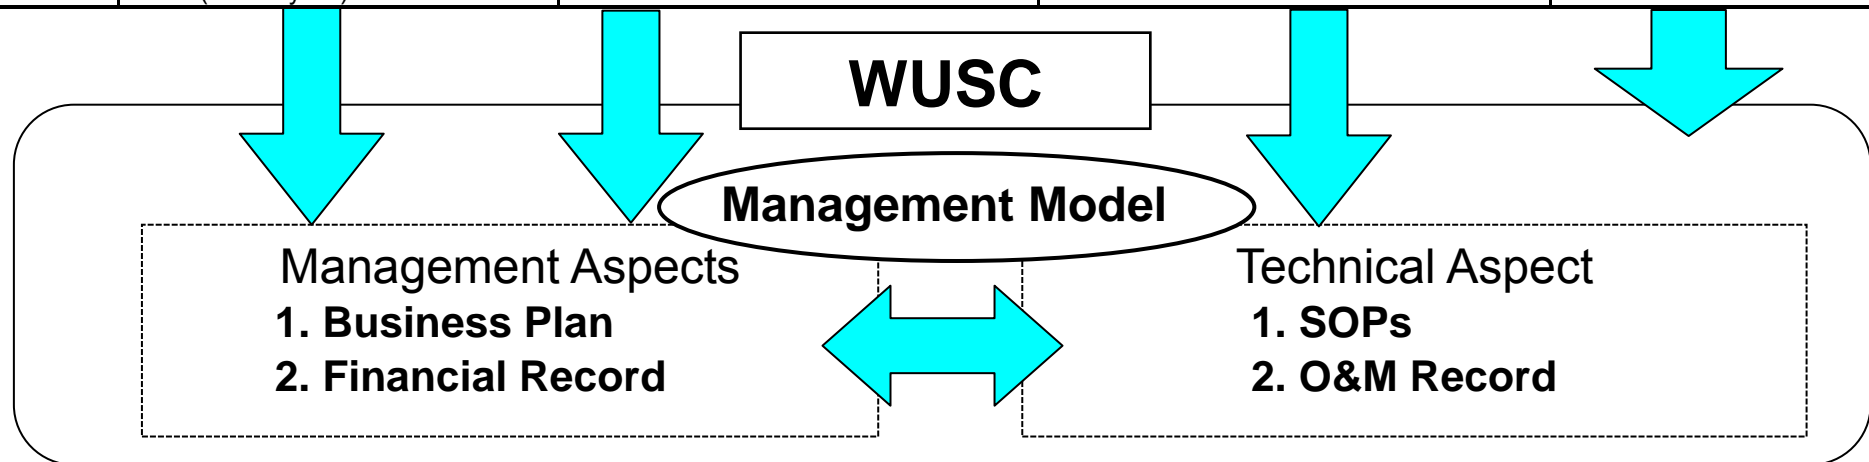 WUSC
Management Model
Management Aspects
1. Business Plan
2. Financial Record
Technical Aspect
1. SOPs
2. O&M Record